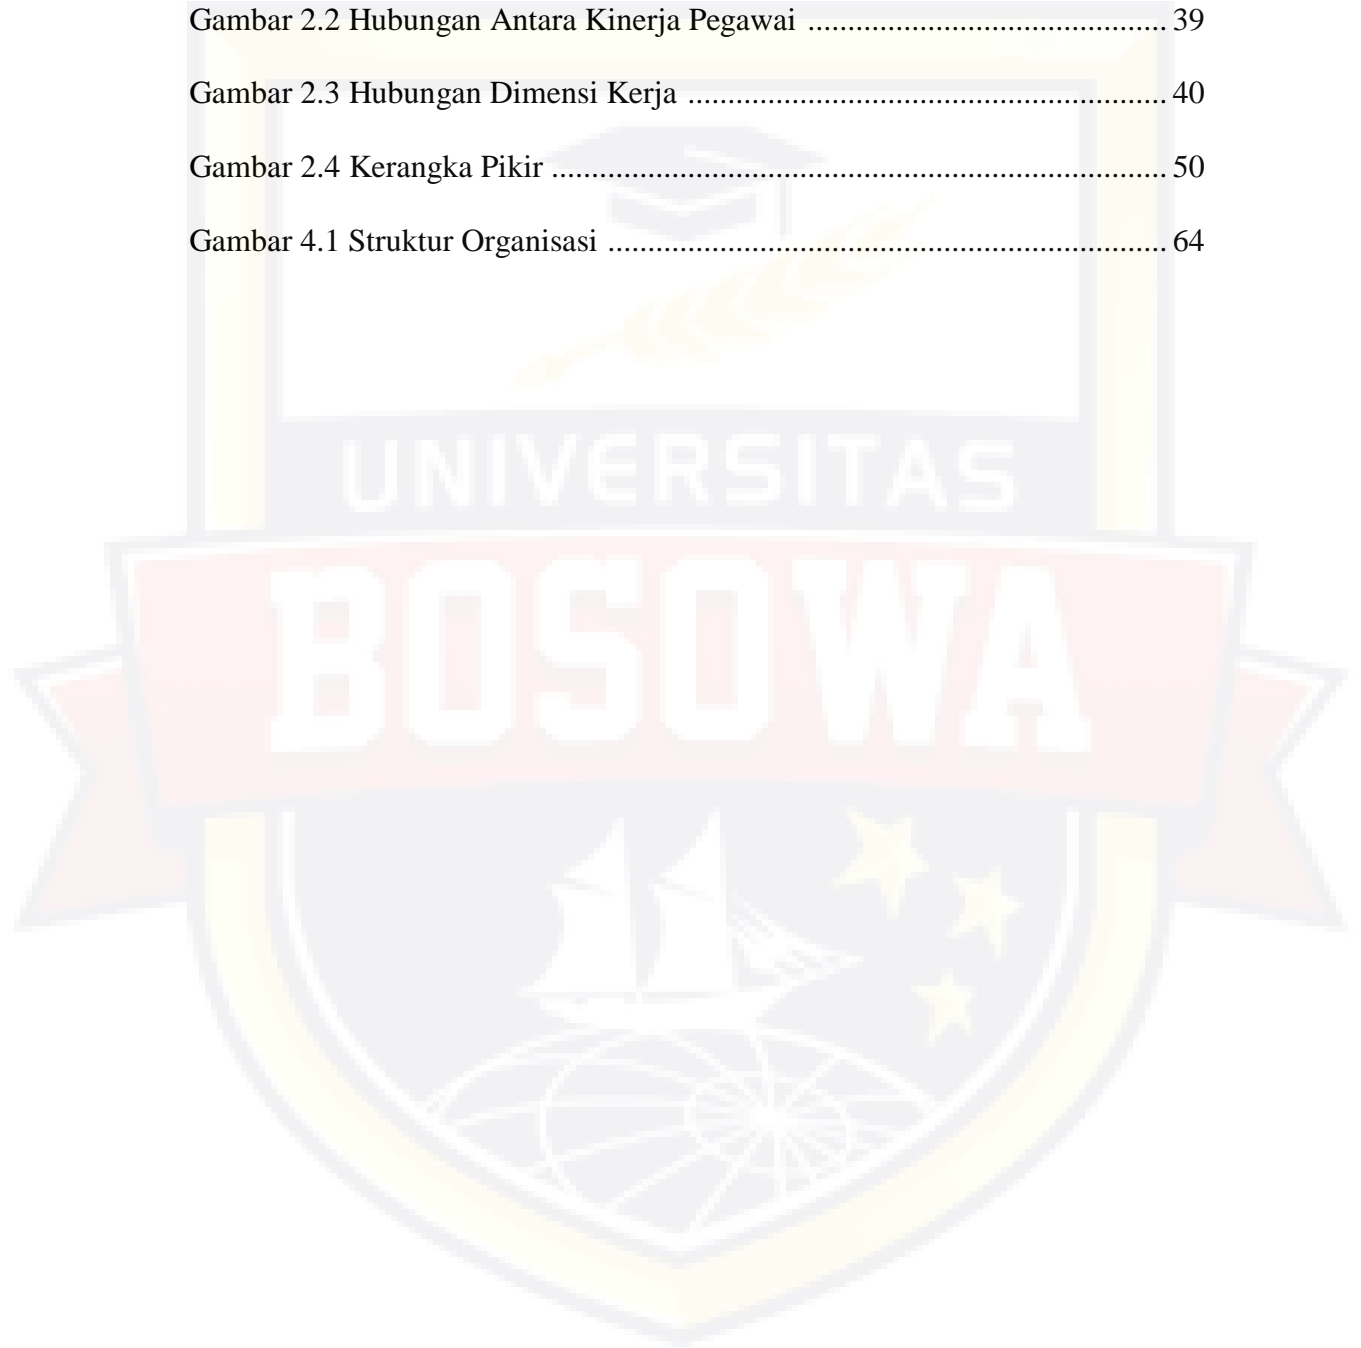 Gambar 2.2 Hubungan Antara Kinerja Pegawai ............................................. 39
Gambar 2.3 Hubungan Dimensi Kerja ............................................................ 40
Gambar 2.4 Kerangka Pikir ............................................................................. 50
Gambar 4.1 Struktur Organisasi ...................................................................... 64
UNIVERSITAS
BOSOWA